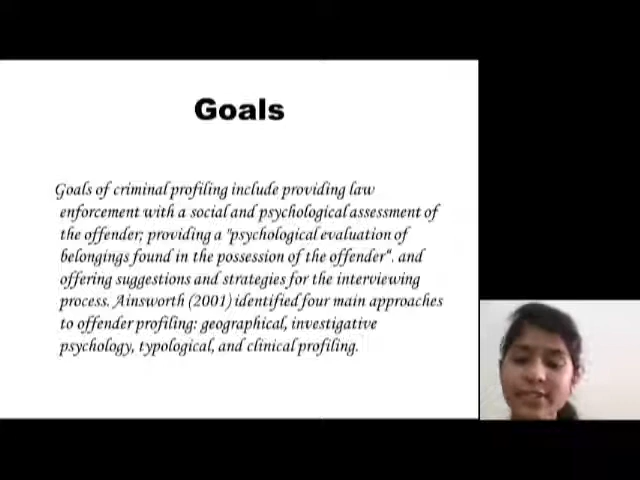 Goals
Goals of criminal profiling include providing law
enforcement with a social and psychological assessment of
the offender; providing a "psychological evaluation of
belongings found in the possession of the offender". and
offering suggestions and strategies for the interviewing
process. Ainsworth (2001) identified four main approaches
to offender profiling: geographical, investigative
psychology, typological, and clinical profiling.